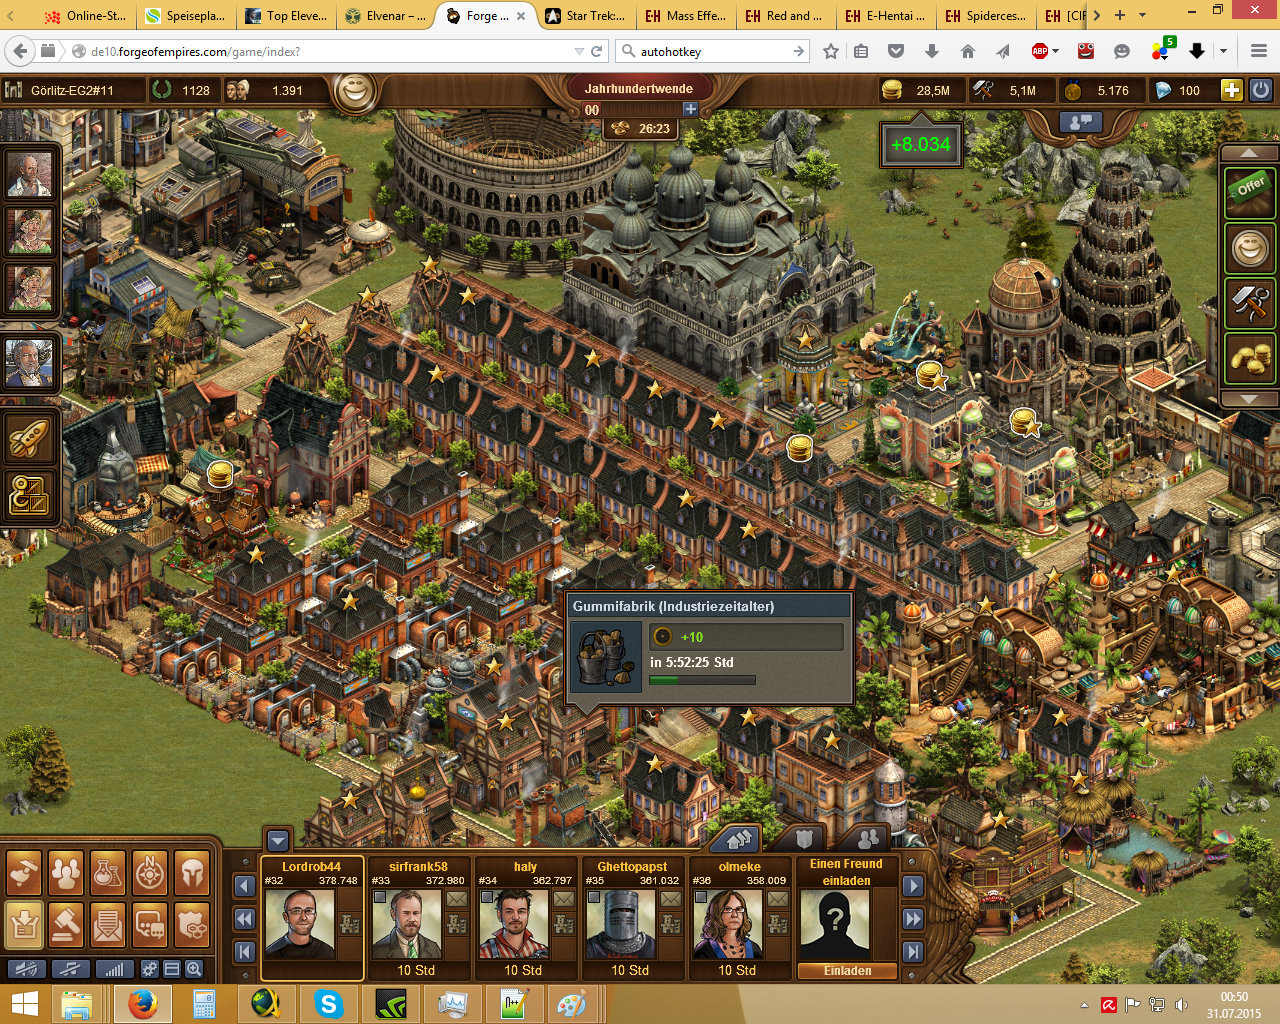 Online-St...
Speisepla...
Top Eleve...
Elvenar – ...
Forge ...
Star Trek:...
Mass Effe...
Red and ...
E-Hentai ...
Spiderces...
[CIF
de10.forgeofempires.com/game/index?
autohotkey
ABP
5
Görlitz-EG2#11
1128
1.391
Jahrhundertwende
00
26:23
28,5M
5,1M
5.176
100
+8.034
Offer
Gummifabrik (Industriezeitalter)
+10
in 5:52:25 Std
Lordrob44
#32 378.748
sirfrank58
#33 372.980
10 Std
haly
#34 362.797
10 Std
Ghettopapst
#35 361.032
10 Std
olmeke
#36 358.009
10 Std
Einen Freund
einladen
?
Einladen
00:50
31.07.2015